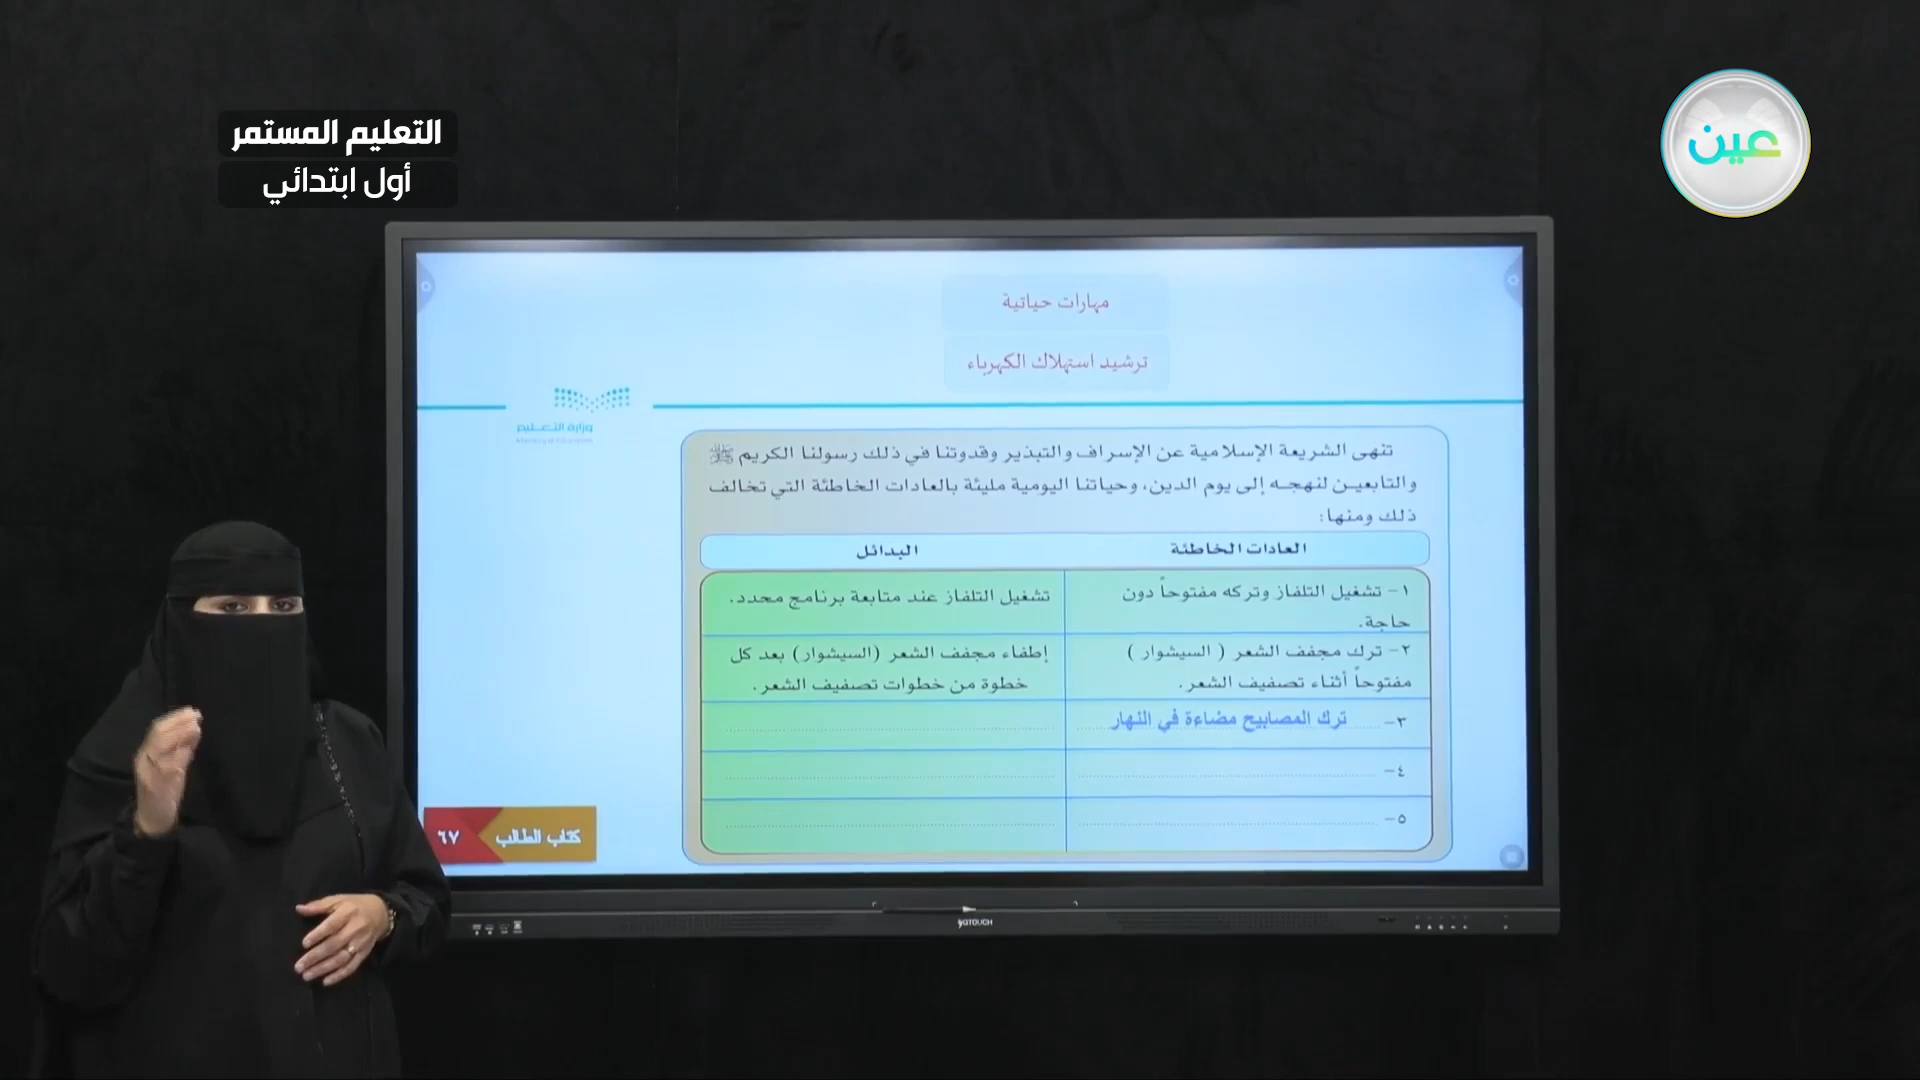 التعليم المستمر
أول ابتدائي
عين
مهارات حياتية
ترشيد استهلاك الكهرباء
وزارة التعليم
Ministry of Education
تنهى الشريعة الإسلامية عن الإسراف والتبذير وقدوتنا في ذلك رسولنا الكريم ﷺ
والتابعين لنهجه إلى يوم الدين، وحياتنا اليومية مليئة بالعادات الخاطئة التي تخالف
ذلك ومنها:
العادات الخاطئة
البدائل
١- تشغيل التلفاز وتركه مفتوحاً دون
حاجة.
تشغيل التلفاز عند متابعة برنامج محدد.
٢- ترك مجفف الشعر ( السيشوار )
مفتوحاً أثناء تصفيف الشعر.
إطفاء مجفف الشعر (السيشوار) بعد كل
خطوة من خطوات تصفيف الشعر.
٣- ترك المصابيح مضاءة في النهار
٤-
٥-
كتاب الطالب
٦٧
YQTOUCH